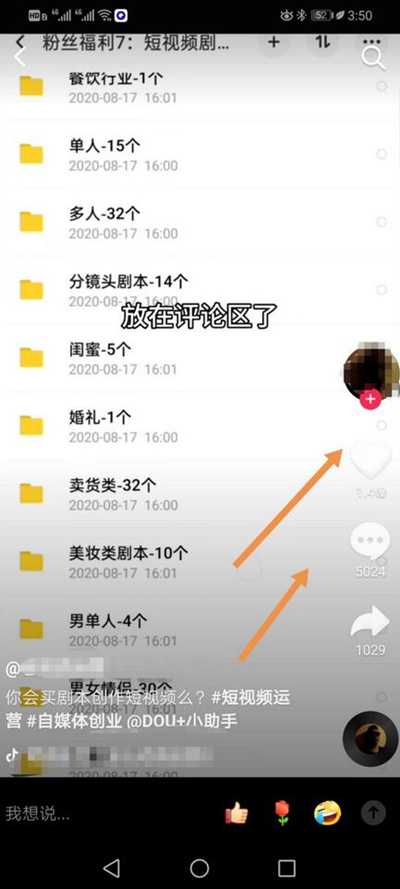 3:50
粉丝福利7：短视频剧...
餐饮行业-1个
2020-08-17 16:01
单人-15个
2020-08-17 16:00
多人-32个
2020-08-17 16:00
分镜头剧本-14个
2020-08-17 16:01
放在评论区了
闺蜜-5个
2020-08-17 16:01
婚礼-1个
2020-08-17 16:00
卖货类-32个
2020-08-17 16:00
美妆类剧本-10个
2020-08-17 16:01
5024
男单人-4个
2020-08-17 16:01
1029
@
男女情侣-30个
你会买剧本创作短视频么？#短视频运
营 #自媒体创业 @DOU+小助手
我想说...